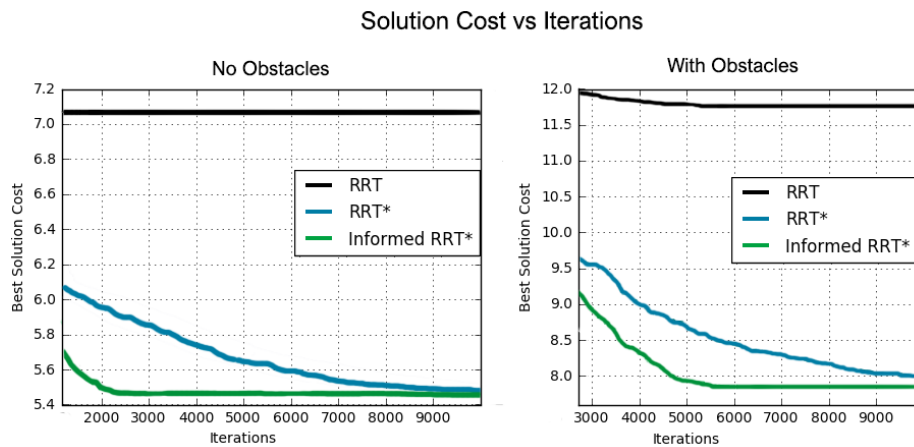 Solution Cost vs Iterations
No Obstacles
7.2
7.0
6.8
6.6
6.4
6.2
6.0
5.8
5.6
5.4
Best Solution Cost
RRT
RRT*
Informed RRT*
2000 3000 4000 5000 6000 7000 8000 9000
Iterations
With Obstacles
12.0
11.5
11.0
10.5
10.0
9.5
9.0
8.5
8.0
Best Solution Cost
RRT
RRT*
Informed RRT*
3000 4000 5000 6000 7000 8000 9000
Iterations